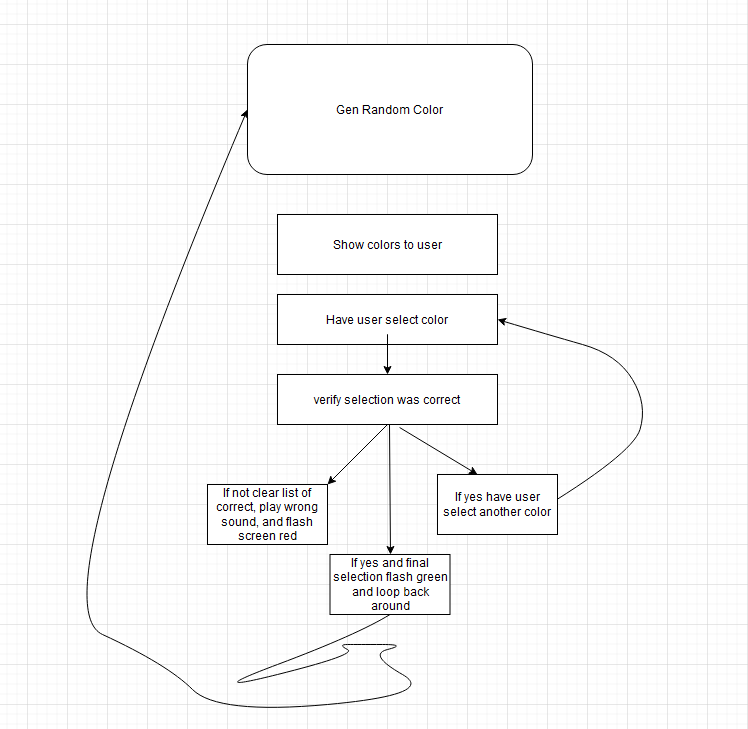 Gen Random Color
Show colors to user
Have user select color
verify selection was correct
If not clear list of
correct, play wrong
sound, and flash
screen red
If yes have user
select another color
If yes and final
selection flash green
and loop back
around